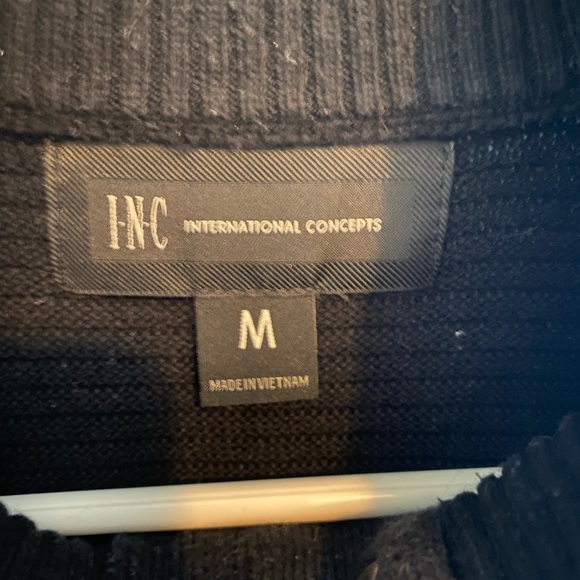 I·N·C INTERNATIONAL CONCEPTS
M
MADE IN VIETNAM